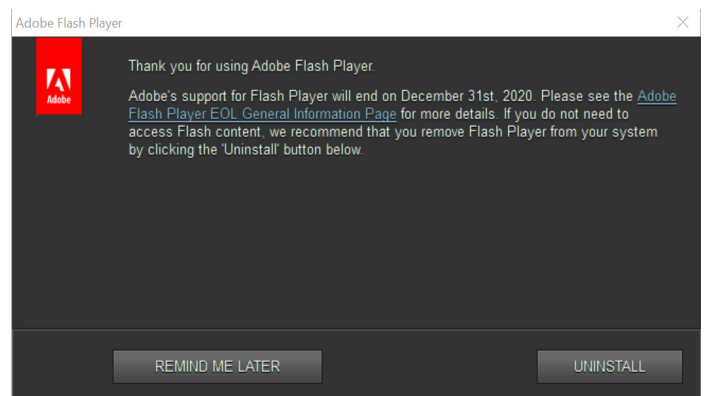 Adobe Flash Player
Adobe
Thank you for using Adobe Flash Player.
Adobe's support for Flash Player will end on December 31st, 2020. Please see the Adobe
Flash Player EOL General Information Page for more details. If you do not need to
access Flash content, we recommend that you remove Flash Player from your system
by clicking the 'Uninstall' button below.
REMIND ME LATER
UNINSTALL